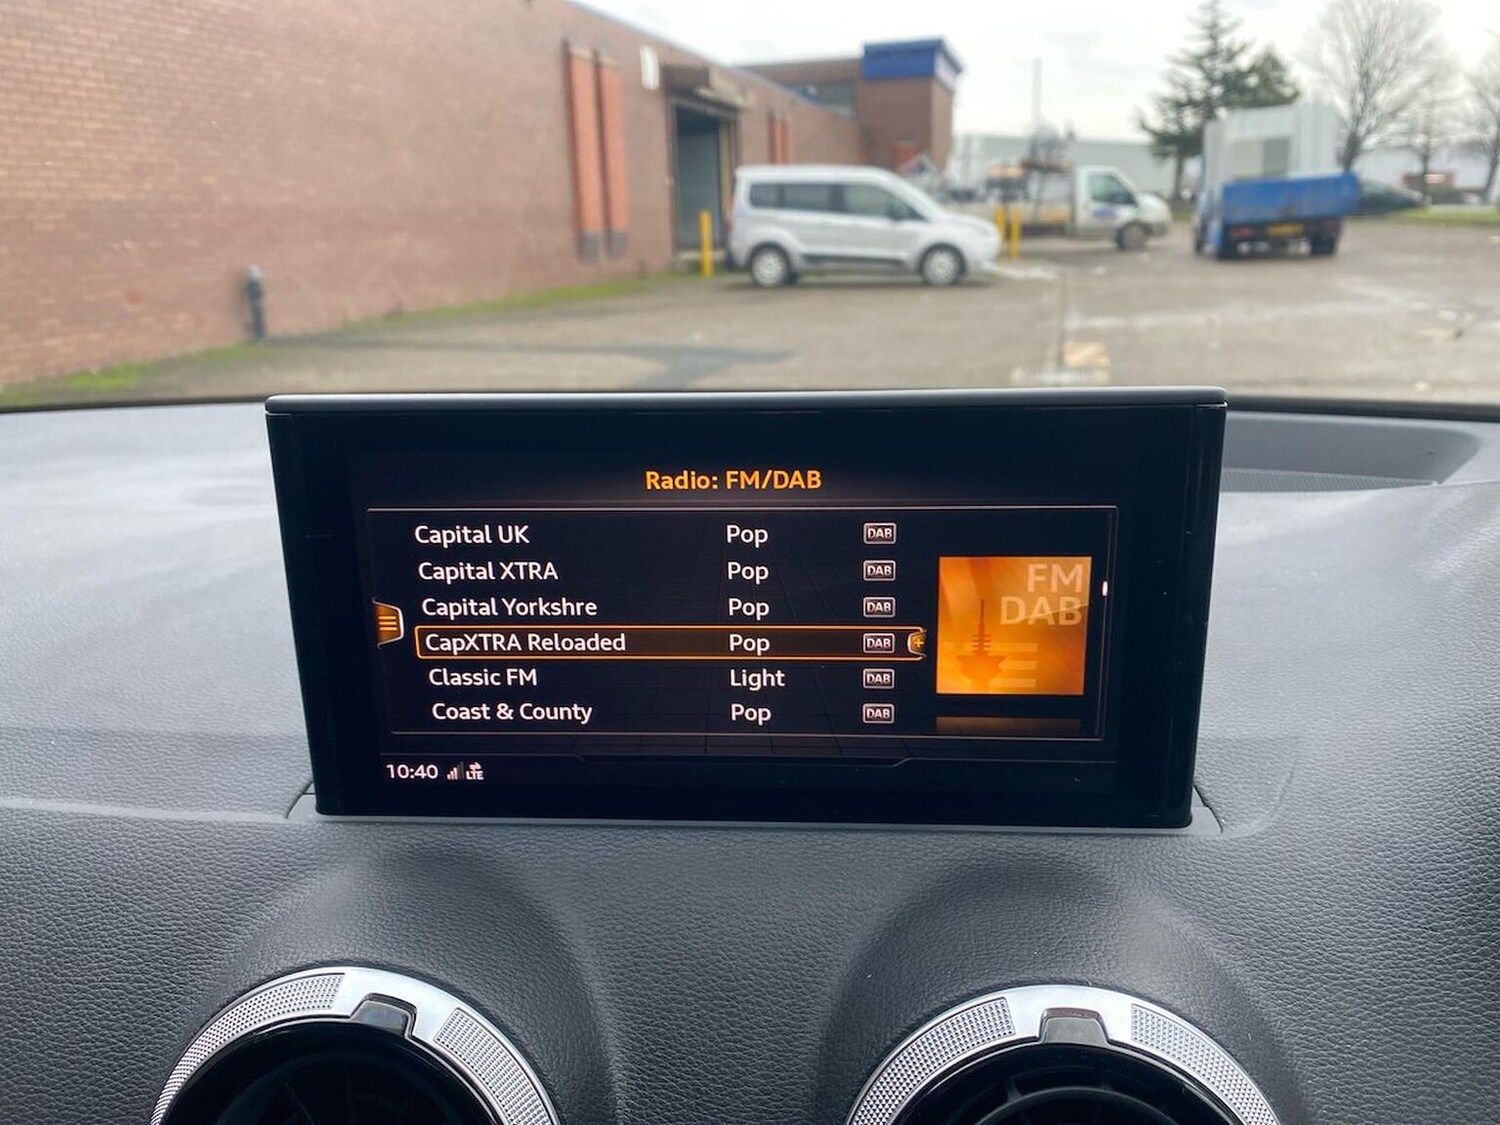 Radio: FM/DAB
Capital UK Pop DAB
Capital XTRA Pop DAB
Capital Yorkshre Pop DAB
CapXTRA Reloaded Pop DAB
Classic FM Light DAB
Coast & County Pop DAB
FM
DAB
10:40 LTE